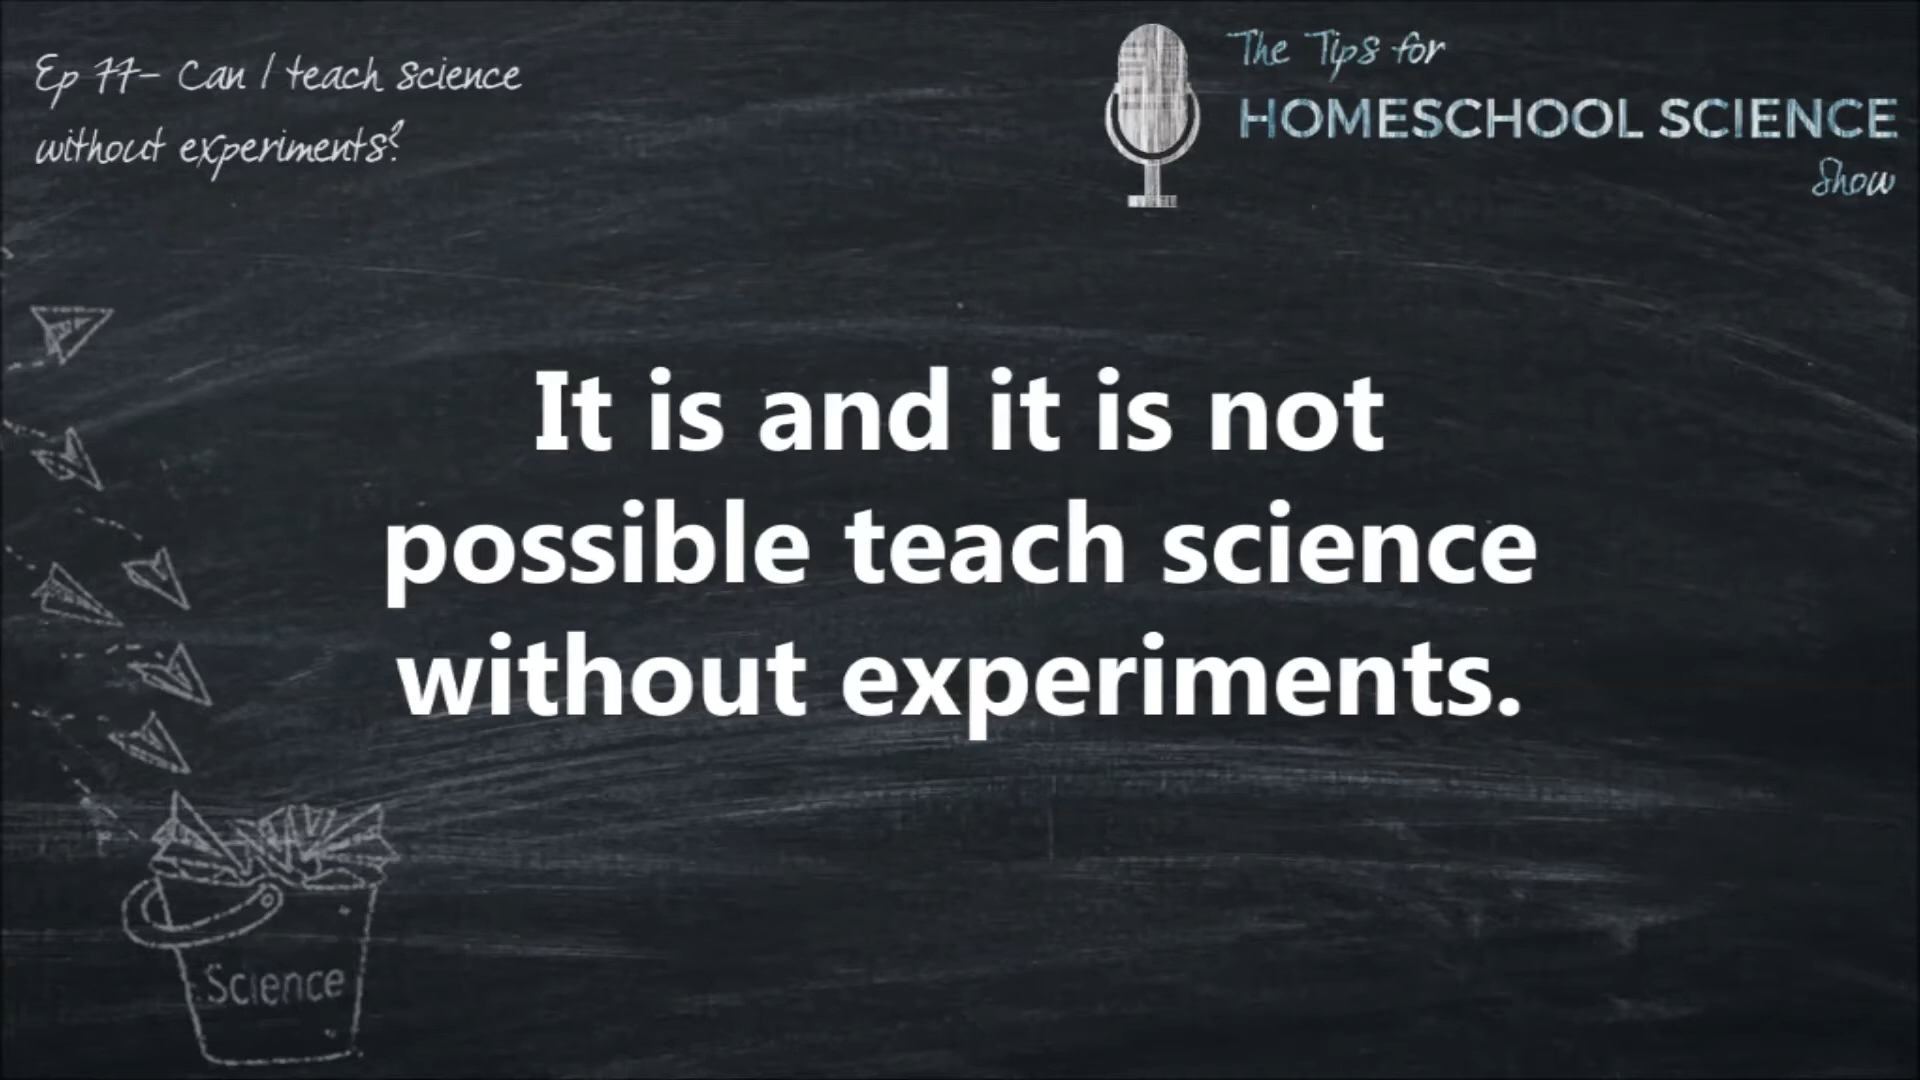 Ep 77- Can I teach science
without experiments?
The Tips for
HOMESCHOOL SCIENCE
Show
It is and it is not
possible teach science
without experiments.
Science